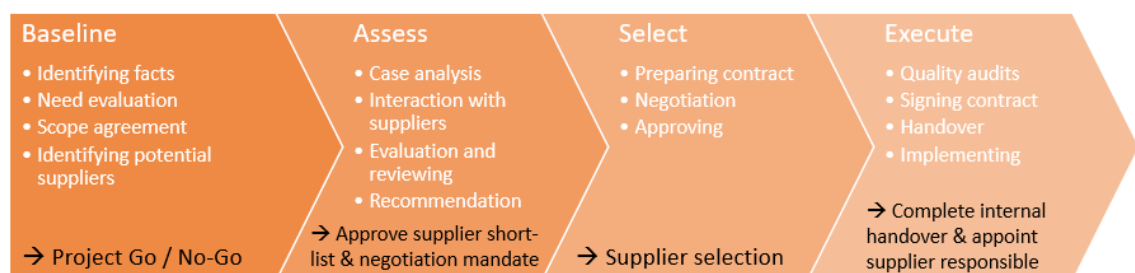 Baseline
• Identifying facts
• Need evaluation
• Scope agreement
• Identifying potential
suppliers
→ Project Go / No-Go
Assess
• Case analysis
• Interaction with
suppliers
• Evaluation and
reviewing
• Recommendation
→ Approve supplier short-
list & negotiation mandate
Select
• Preparing contract
• Negotiation
• Approving
→ Supplier selection
Execute
• Quality audits
• Signing contract
• Handover
• Implementing
→ Complete internal
handover & appoint
supplier responsible